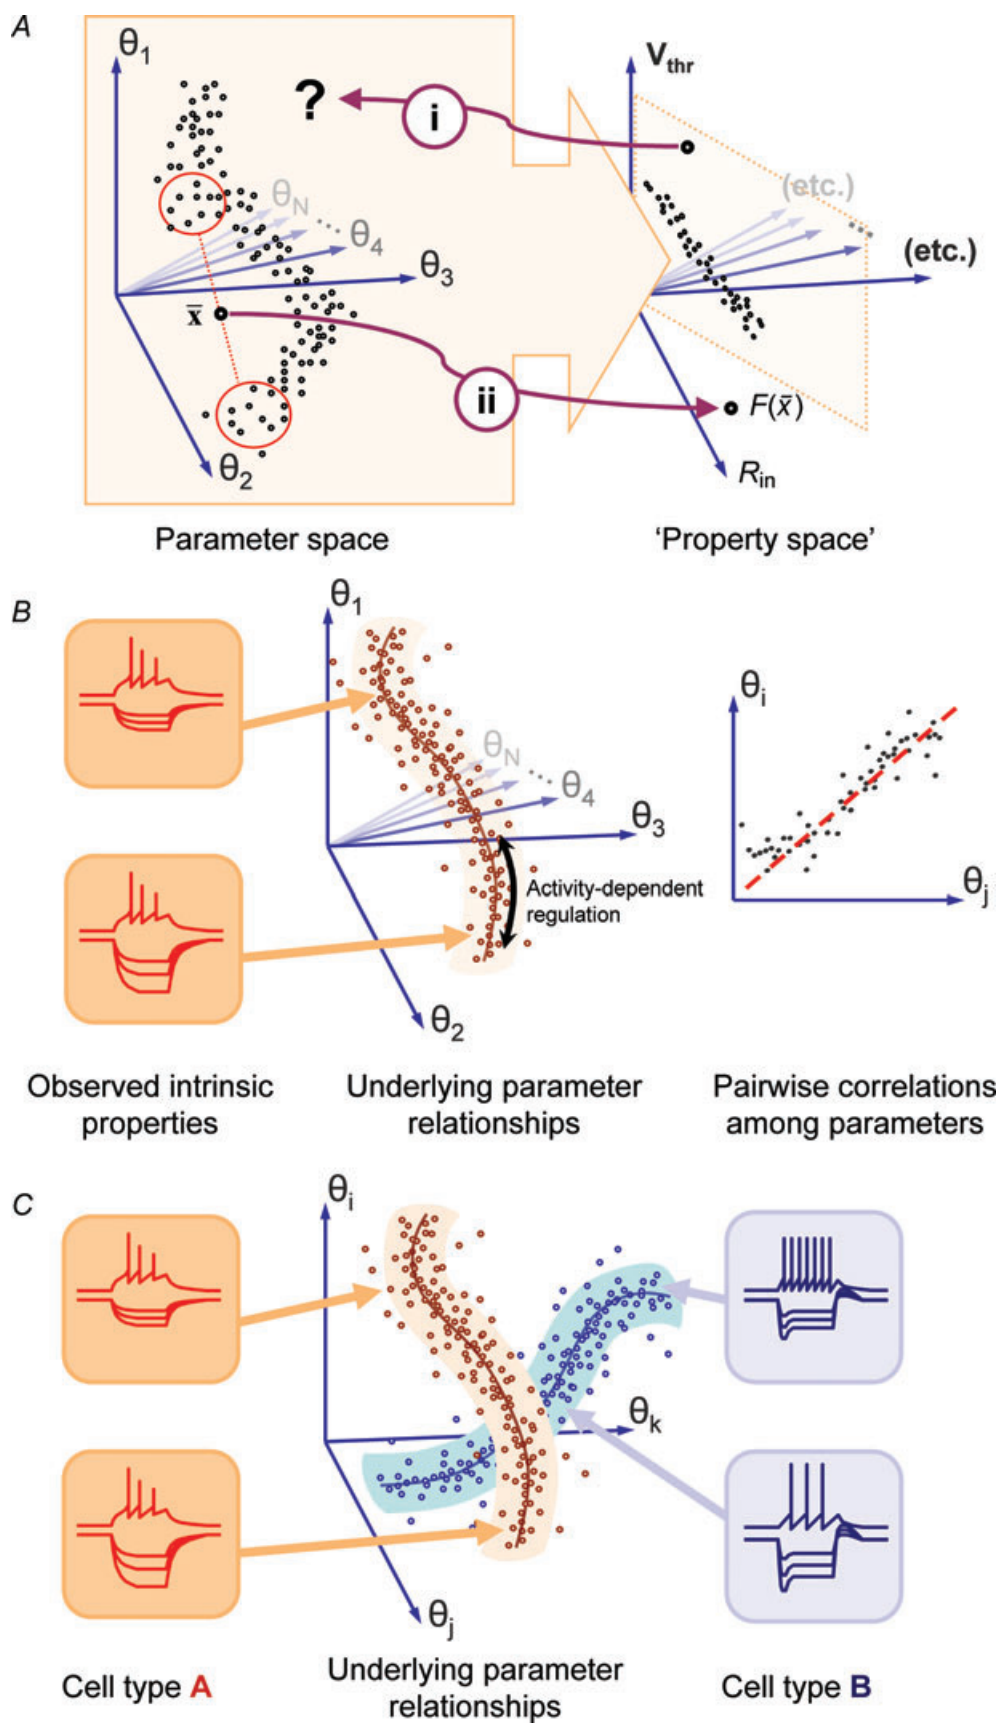 A
θ1
Vthr
?
i
(etc.)
θN
θ4
θ3
(etc.)
x̄
ii
F(x̄)
θ2
Rin
Parameter space
'Property space'
B
θ1
θi
θN
θ4
θ3
Activity-dependent
regulation
θj
θ2
Observed intrinsic
properties
Underlying parameter
relationships
Pairwise correlations
among parameters
C
θi
θk
θj
Cell type A
Underlying parameter
relationships
Cell type B